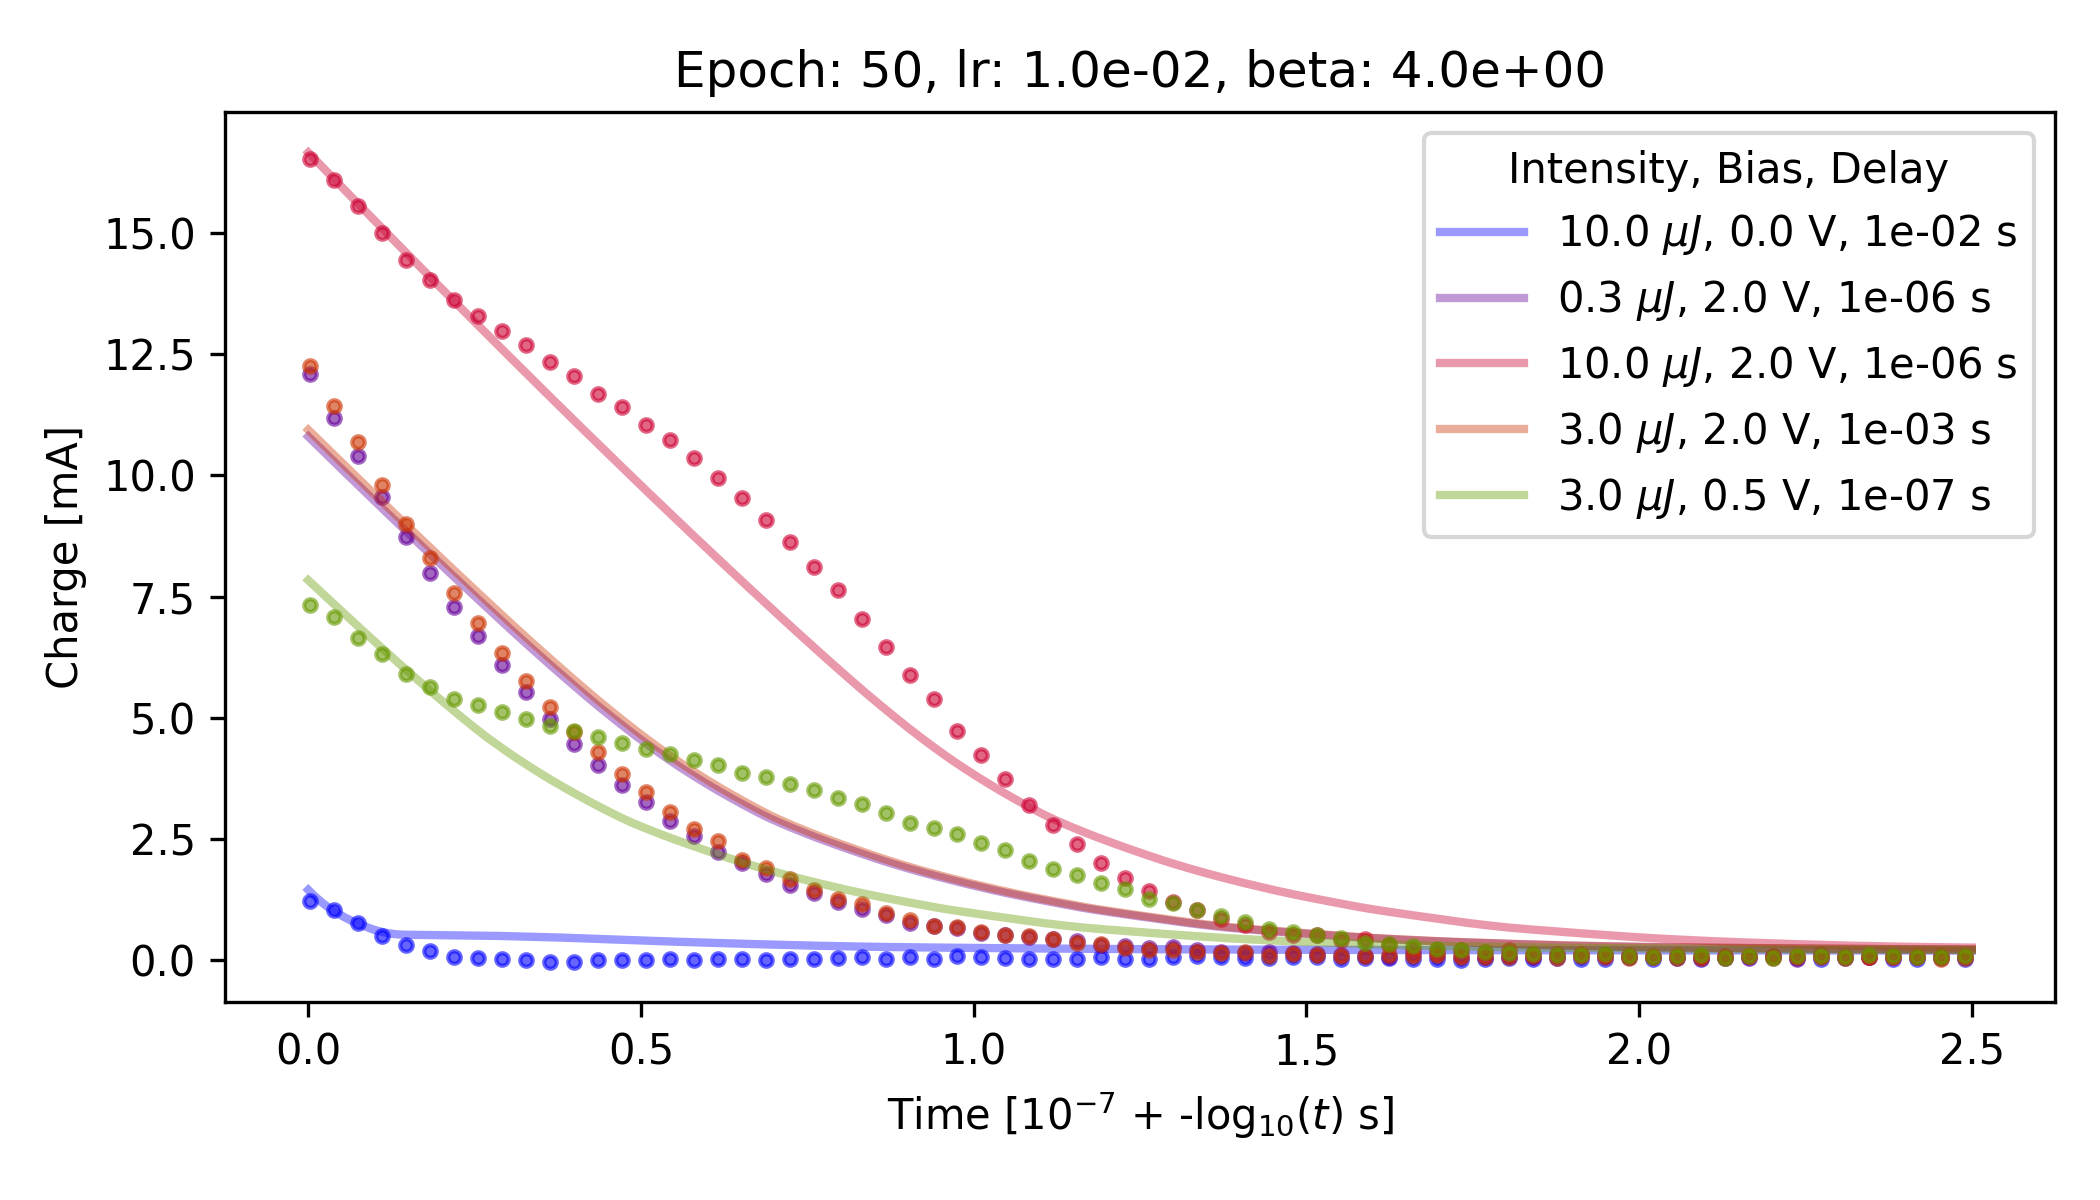 Epoch: 50, lr: 1.0e-02, beta: 4.0e+00
Charge [mA]
15.0
12.5
10.0
7.5
5.0
2.5
0.0
Intensity, Bias, Delay
10.0 μJ, 0.0 V, 1e-02 s
0.3 μJ, 2.0 V, 1e-06 s
10.0 μJ, 2.0 V, 1e-06 s
3.0 μJ, 2.0 V, 1e-03 s
3.0 μJ, 0.5 V, 1e-07 s
0.0 0.5 1.0 1.5 2.0 2.5
Time [10⁻⁷ + -log₁₀(t) s]